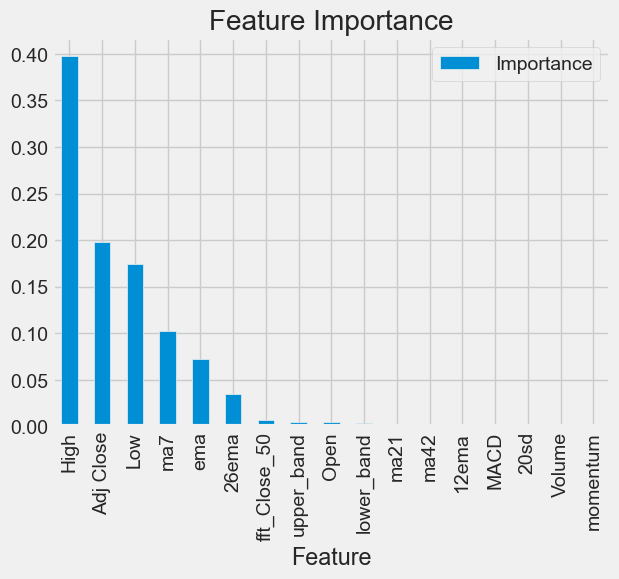 Feature Importance
Importance
0.40
0.35
0.30
0.25
0.20
0.15
0.10
0.05
0.00
High
Adj Close
Low
ma7
ema
26ema
fft_Close_50
upper_band
Open
lower_band
ma21
ma42
12ema
MACD
20sd
Volume
momentum
Feature